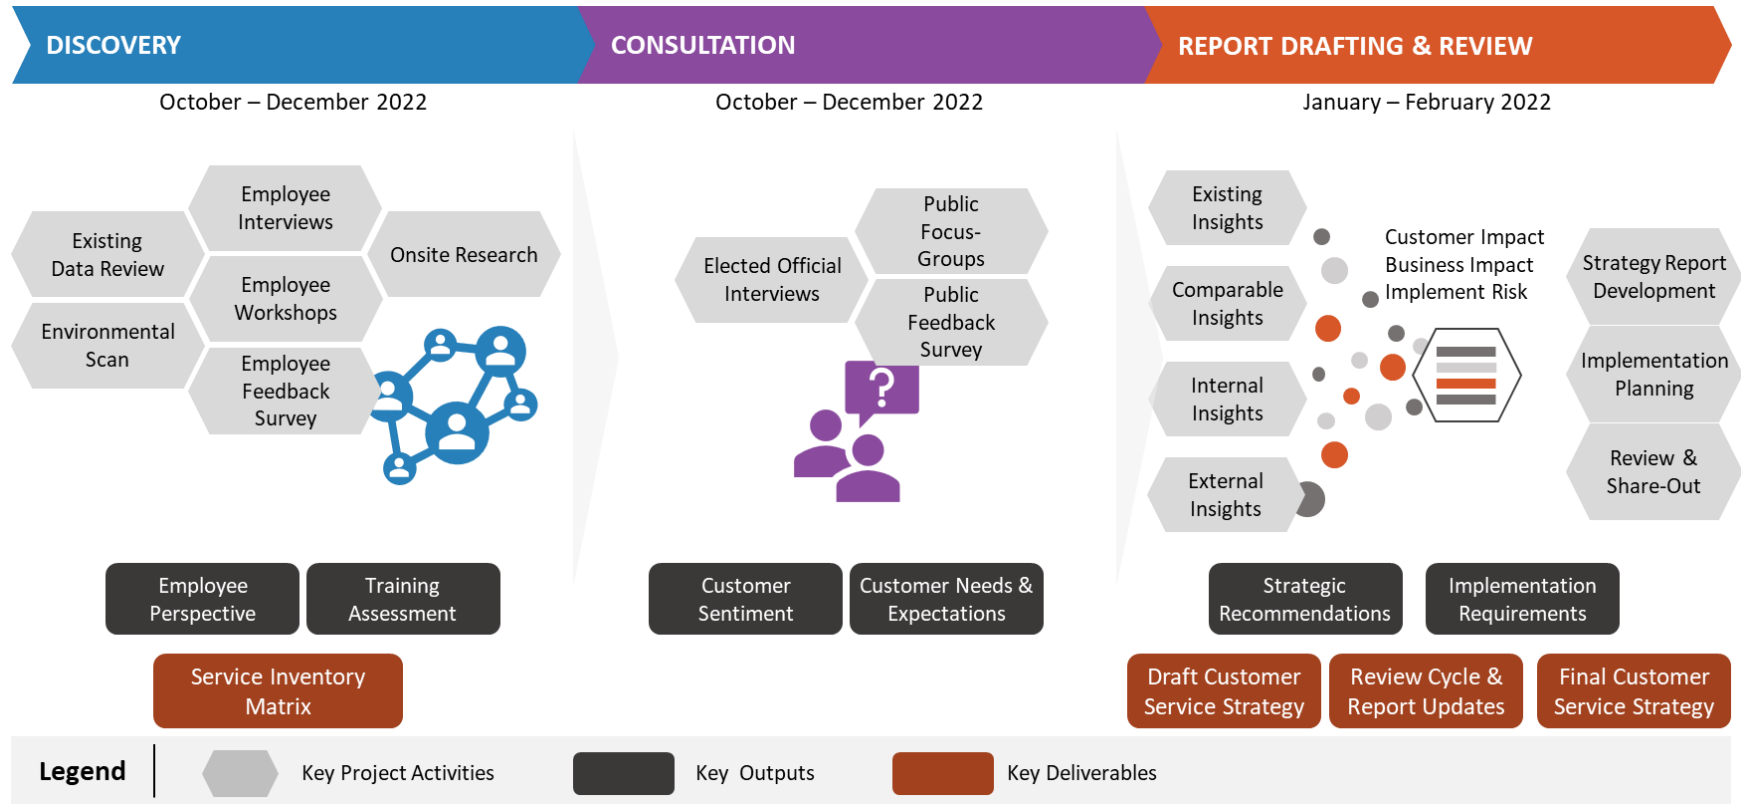 DISCOVERY
CONSULTATION
REPORT DRAFTING & REVIEW
October – December 2022
October – December 2022
January – February 2022
Existing
Data Review
Environmental
Scan
Employee
Interviews
Employee
Workshops
Employee
Feedback
Survey
Onsite Research
Elected Official
Interviews
Public
Focus-
Groups
Public
Feedback
Survey
?
Existing
Insights
Comparable
Insights
Internal
Insights
External
Insights
Customer Impact
Business Impact
Implement Risk
Strategy Report
Development
Implementation
Planning
Review &
Share-Out
Employee
Perspective
Training
Assessment
Customer
Sentiment
Customer Needs &
Expectations
Strategic
Recommendations
Implementation
Requirements
Service Inventory
Matrix
Draft Customer
Service Strategy
Review Cycle &
Report Updates
Final Customer
Service Strategy
Legend
Key Project Activities
Key Outputs
Key Deliverables